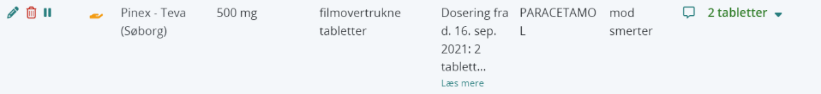 Pinex - Teva
(Søborg)
500 mg
filmovertrukne
tabletter
Dosering fra
d. 16. sep.
2021: 2
tablett...
Læs mere
PARACETAMO
L
mod
smerter
2 tabletter